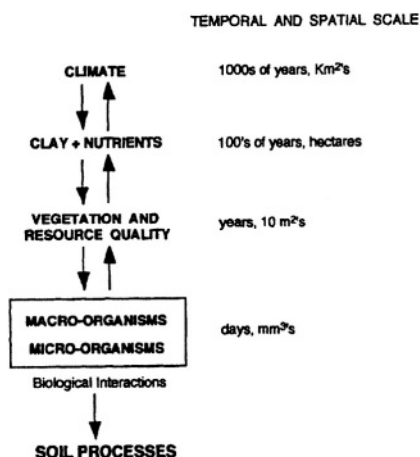 TEMPORAL AND SPATIAL SCALE
CLIMATE 1000s of years, Km²'s
CLAY + NUTRIENTS 100's of years, hectares
VEGETATION AND
RESOURCE QUALITY years, 10 m²'s
MACRO-ORGANISMS
MICRO-ORGANISMS days, mm³'s
Biological Interactions
SOIL PROCESSES